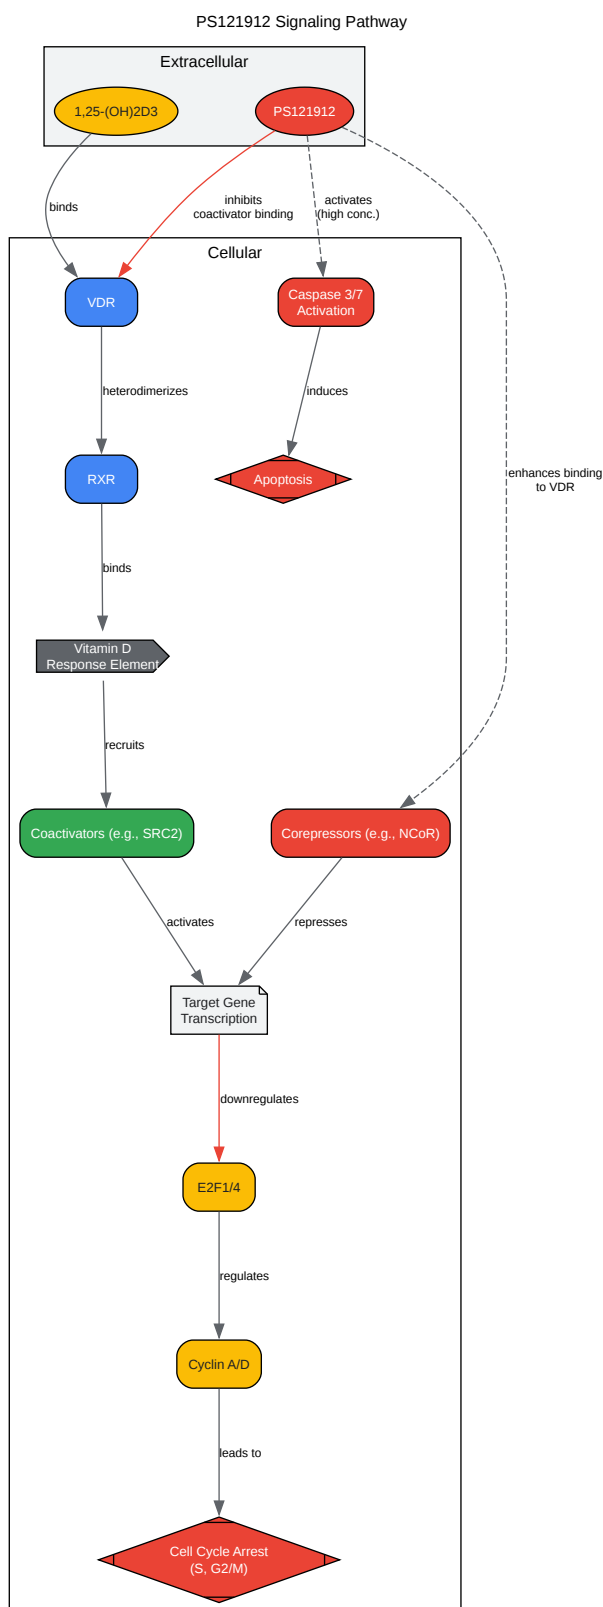 PS121912 Signaling Pathway
Extracellular
1,25-(OH)2D3
PS121912
binds
inhibits
coactivator binding
activates
(high conc.)
Cellular
VDR
Caspase 3/7
Activation
heterodimerizes
induces
RXR
Apoptosis
enhances binding
to VDR
binds
Vitamin D
Response Element
recruits
Coactivators (e.g., SRC2)
Corepressors (e.g., NCoR)
activates
represses
Target Gene
Transcription
downregulates
E2F1/4
regulates
Cyclin A/D
leads to
Cell Cycle Arrest
(S, G2/M)